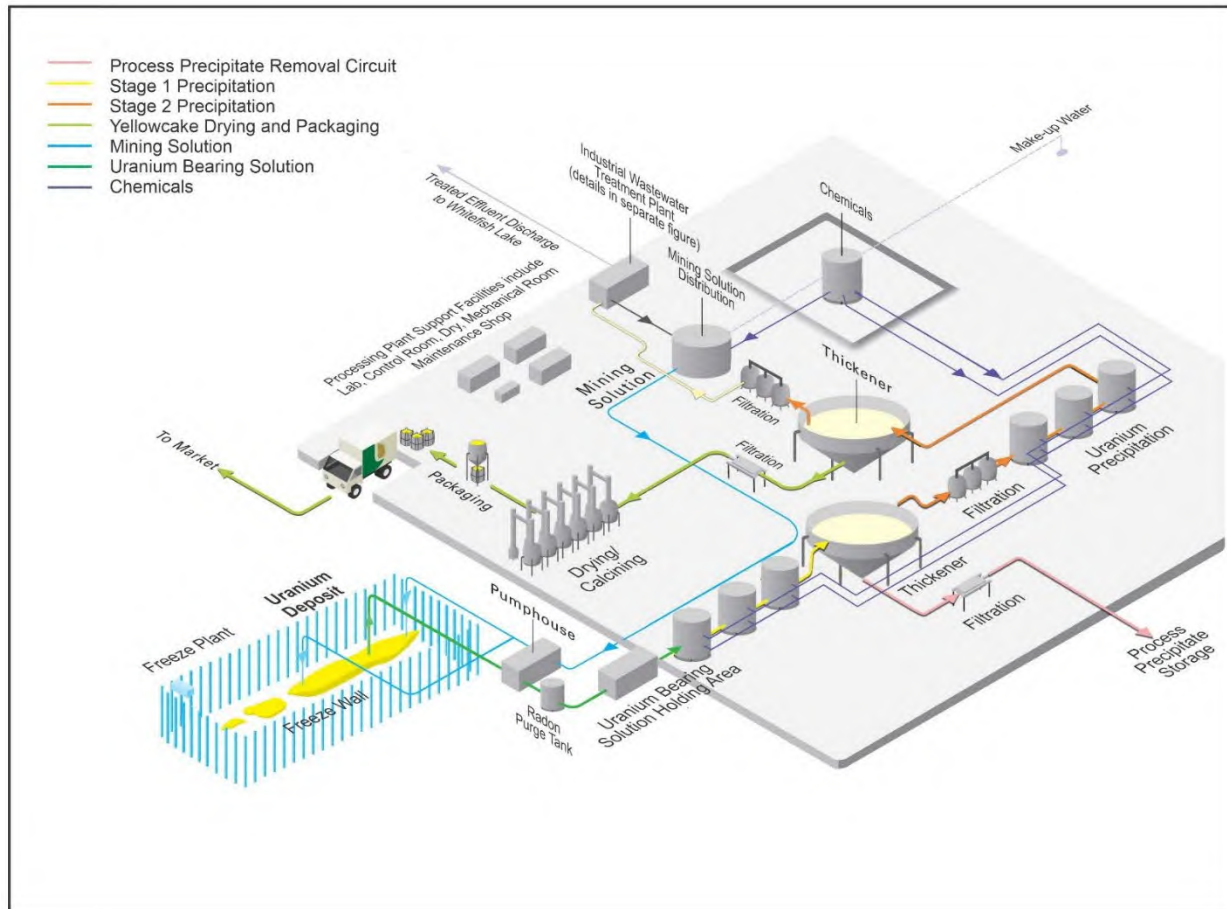 Process Precipitate Removal Circuit
Stage 1 Precipitation
Stage 2 Precipitation
Yellowcake Drying and Packaging
Mining Solution
Uranium Bearing Solution
Chemicals
Make-up Water
Industrial Wastewater
Treatment Plant
(details in separate figure)
Treated Effluent Discharge
to Whitefish Lake
Chemicals
Mining Solution
Distribution
Processing Plant Support Facilities include
Lab, Control Room, Dry, Mechanical Room
Maintenance Shop
Mining
Solution
Filtration
Thickener
Uranium
Precipitation
To Market
Packaging
Filtration
Filtration
Drying/
Calcining
Thickener
Filtration
Process
Precipitate
Storage
Uranium
Deposit
Pumphouse
Freeze Plant
Freeze Wall
Radon
Purge Tank
Uranium Bearing
Solution Holding Area